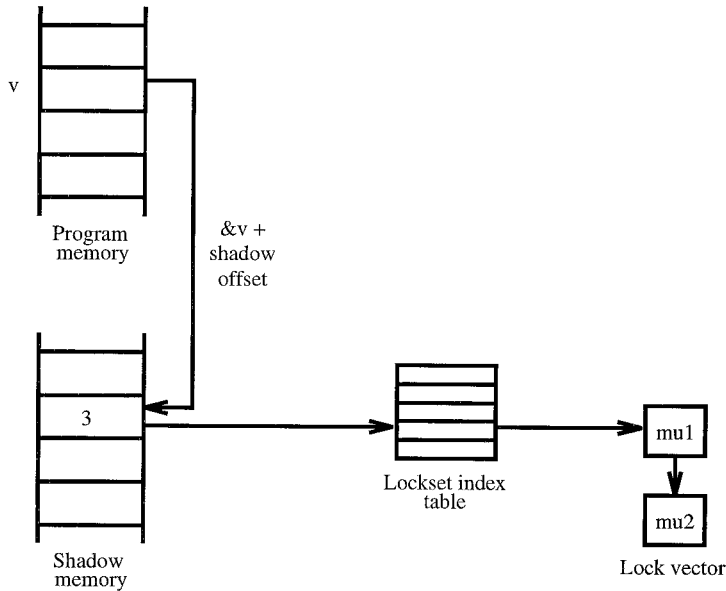 v
Program
memory
&v +
shadow
offset
3
Shadow
memory
Lockset index
table
mu1
mu2
Lock vector